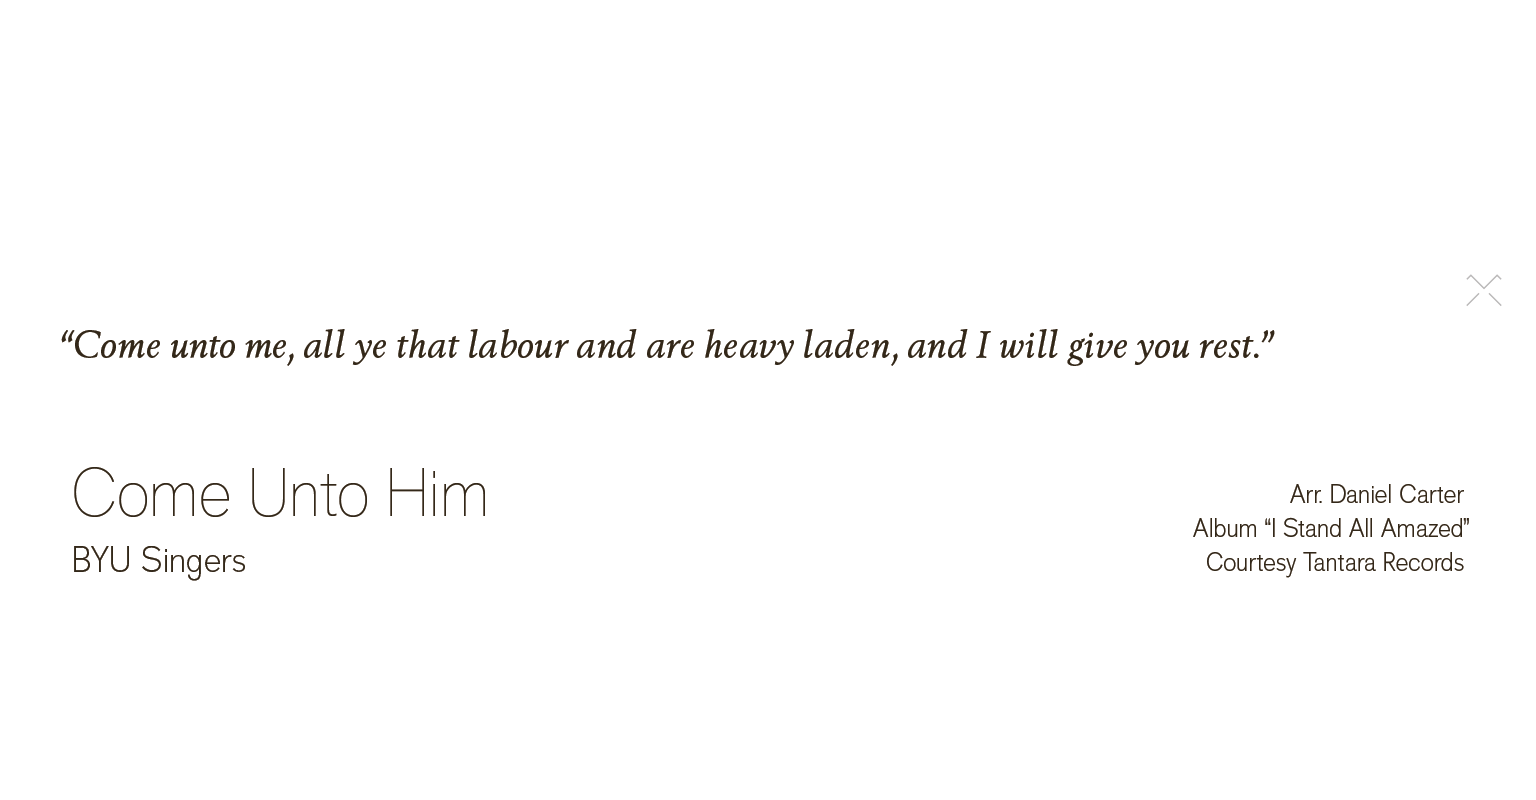 “Come unto me, all ye that labour and are heavy laden, and I will give you rest.”
Come Unto Him
BYU Singers
Arr. Daniel Carter
Album “I Stand All Amazed”
Courtesy Tantara Records